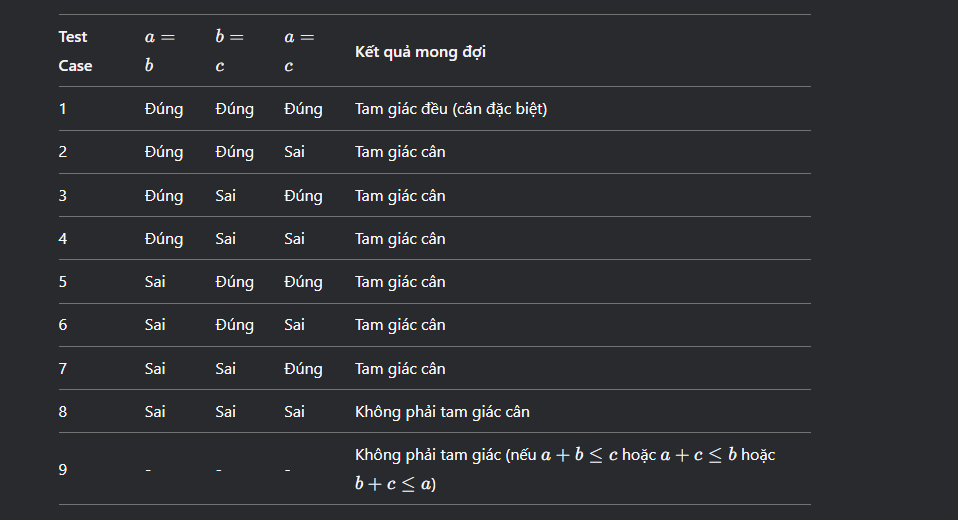 Test Case a = b b = c a = c Kết quả mong đợi
1 Đúng Đúng Đúng Tam giác đều (cân đặc biệt)
2 Đúng Đúng Sai Tam giác cân
3 Đúng Sai Đúng Tam giác cân
4 Đúng Sai Sai Tam giác cân
5 Sai Đúng Đúng Tam giác cân
6 Sai Đúng Sai Tam giác cân
7 Sai Sai Đúng Tam giác cân
8 Sai Sai Sai Không phải tam giác cân
9 - - - Không phải tam giác (nếu a + b ≤ c hoặc a + c ≤ b hoặc
b + c ≤ a)